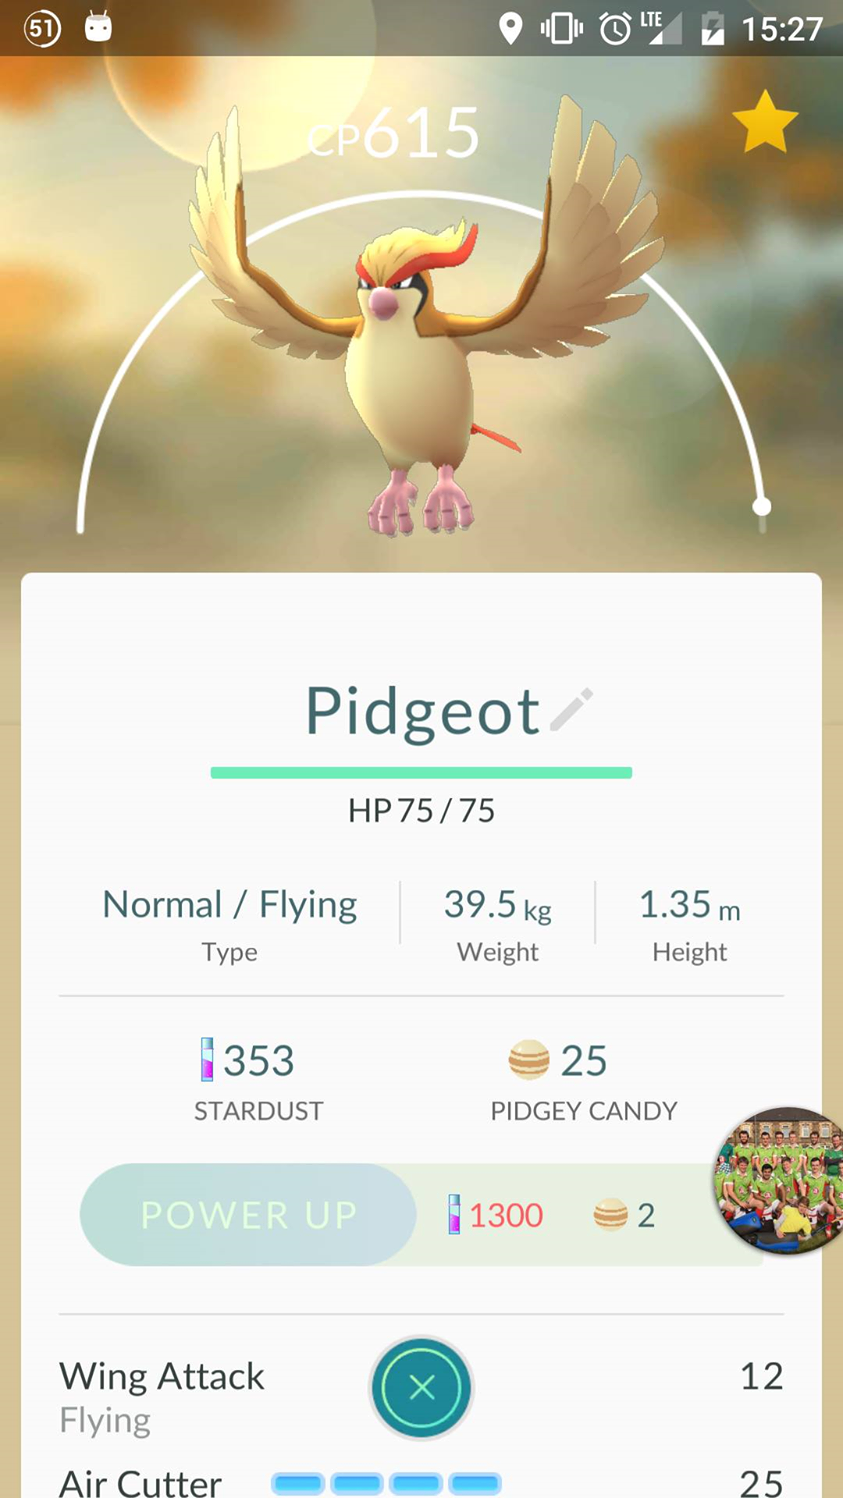 51 LTE 15:27
CP615
Pidgeot
HP 75 / 75
Normal / Flying 39.5 kg 1.35 m
Type Weight Height
353 25
STARDUST PIDGEY CANDY
POWER UP 1300 2
Wing Attack 12
Flying
Air Cutter 25